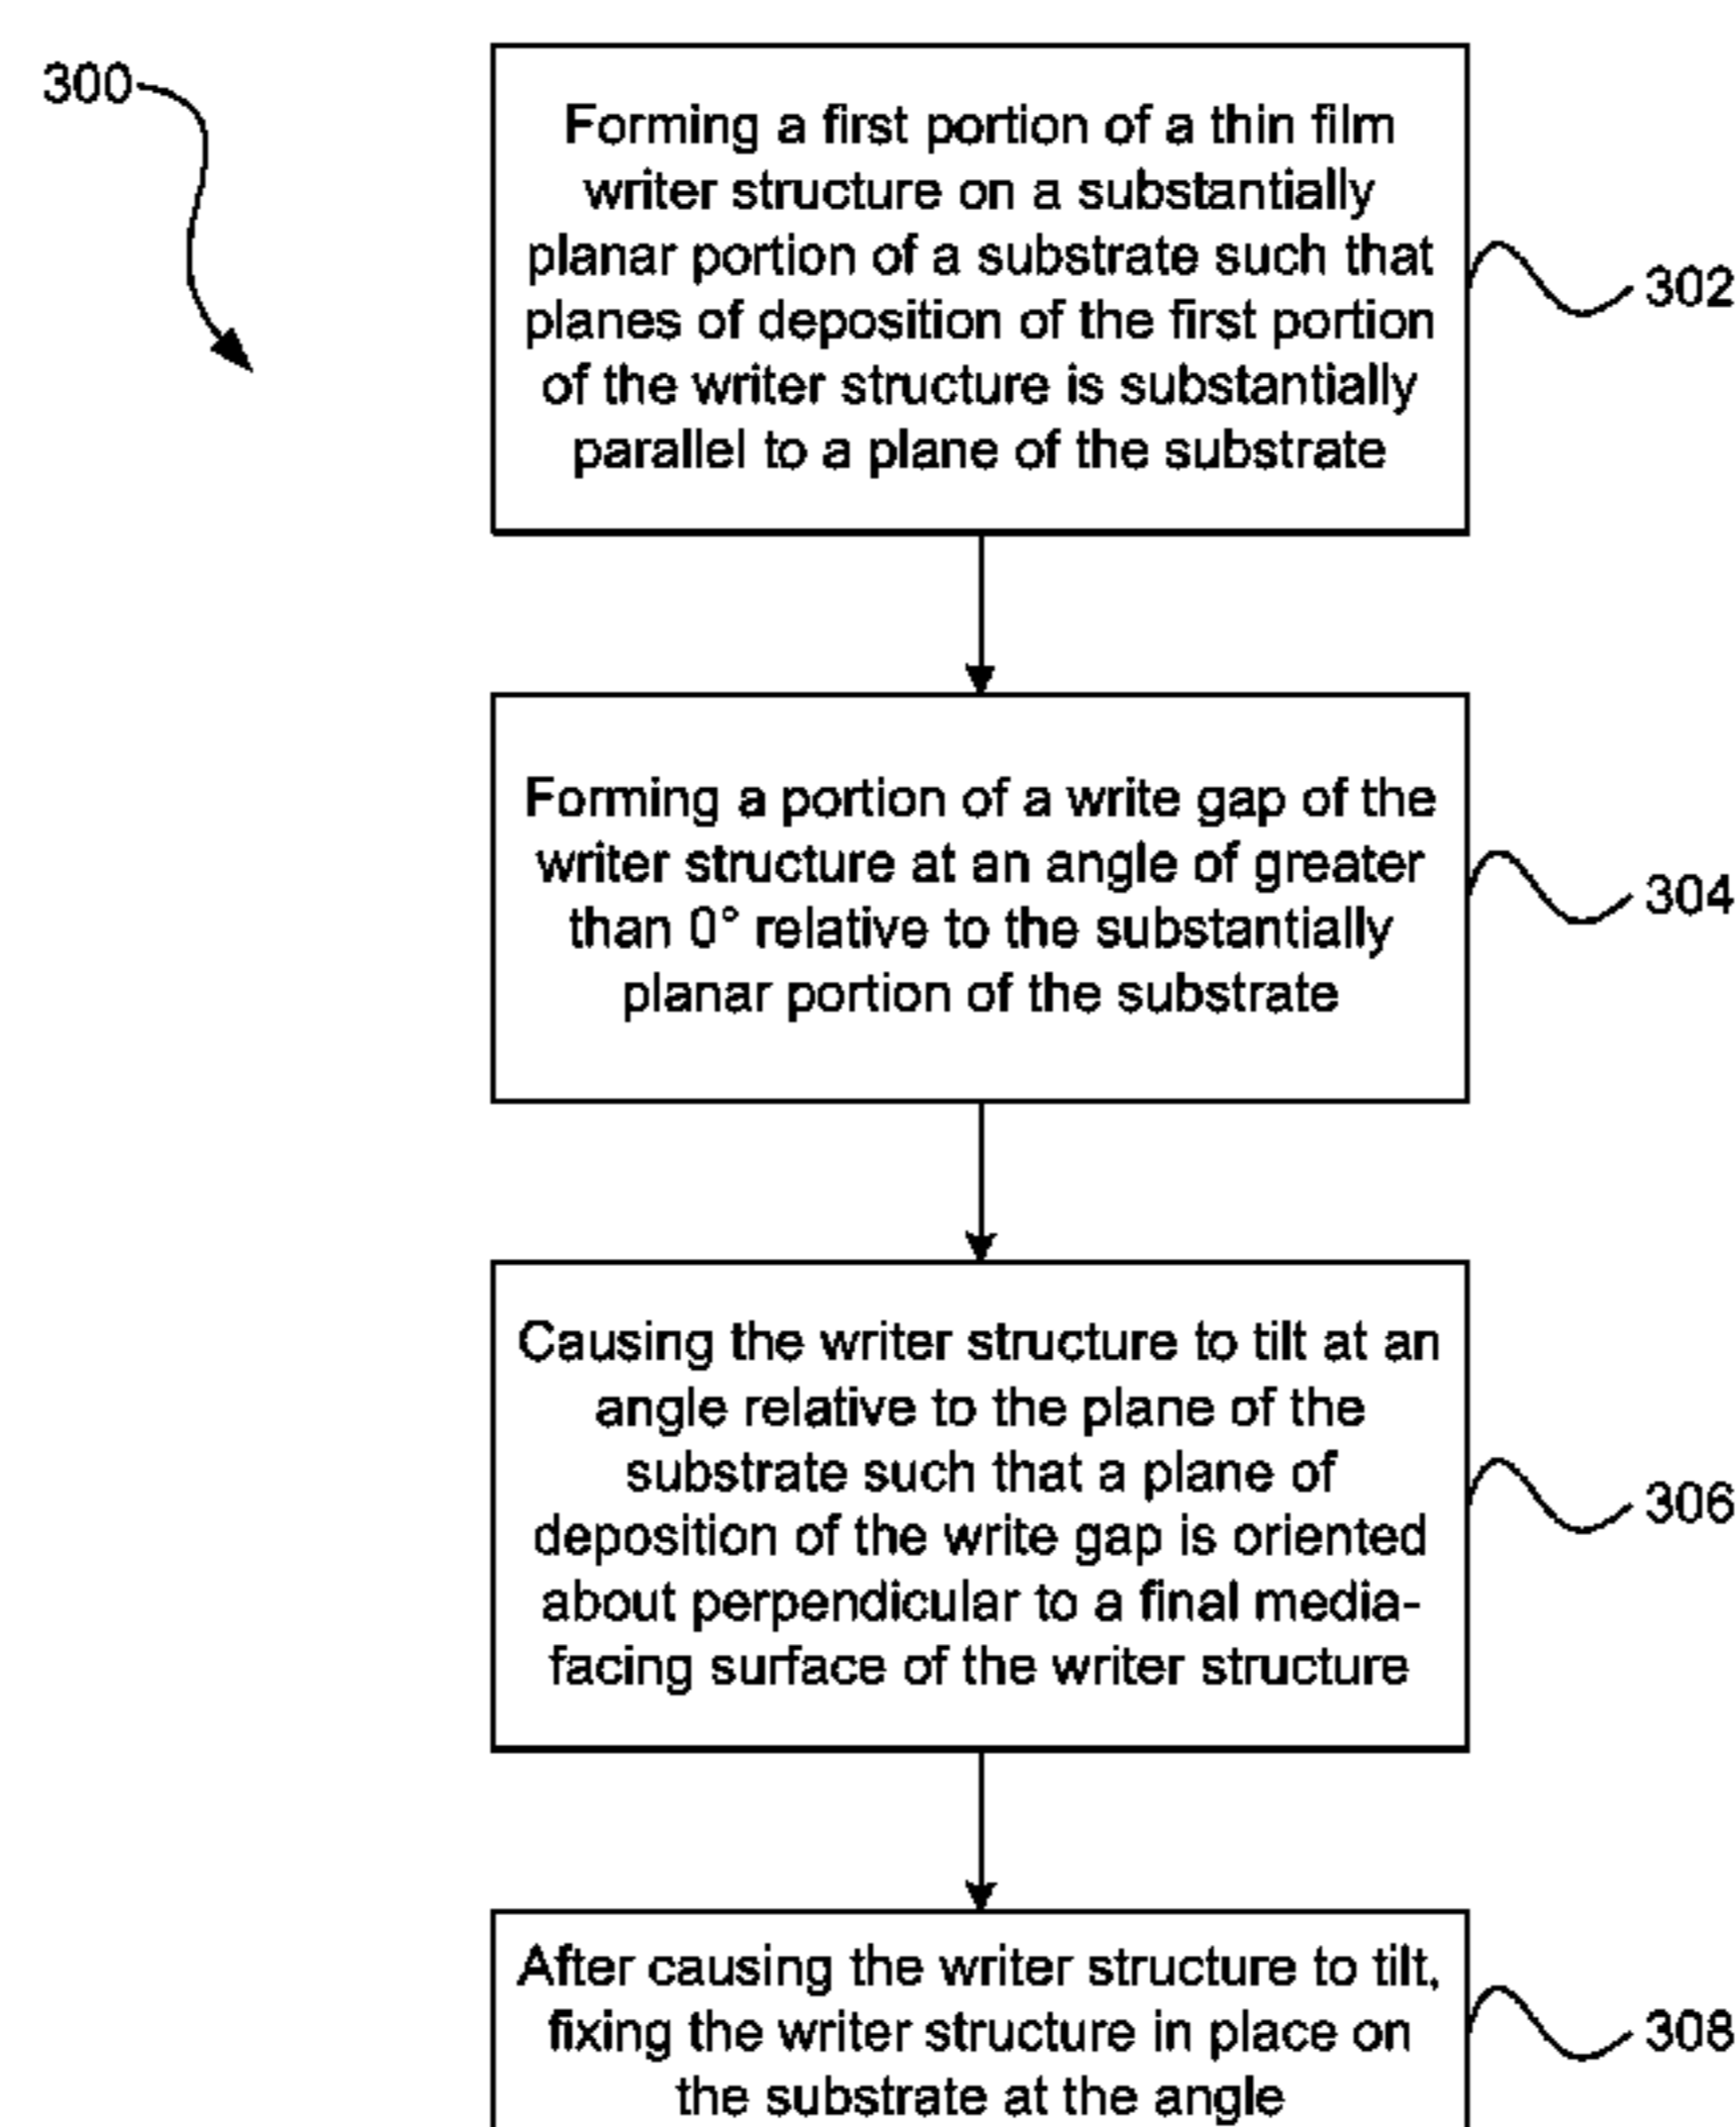 300
Forming a first portion of a thin film
writer structure on a substantially
planar portion of a substrate such that
planes of deposition of the first portion
of the writer structure is substantially
parallel to a plane of the substrate
302
Forming a portion of a write gap of the
writer structure at an angle of greater
than 0° relative to the substantially
planar portion of the substrate
304
Causing the writer structure to tilt at an
angle relative to the plane of the
substrate such that a plane of
deposition of the write gap is oriented
about perpendicular to a final media-
facing surface of the writer structure
306
After causing the writer structure to tilt,
fixing the writer structure in place on
the substrate at the angle
308